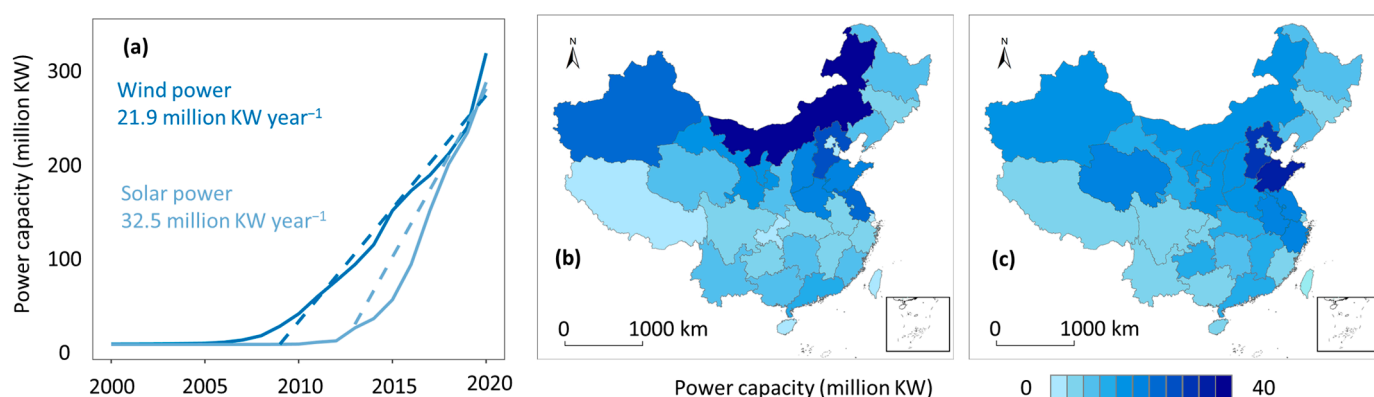 Power capacity (million KW)
300
200
100
0
(a)
Wind power
21.9 million KW year⁻¹
Solar power
32.5 million KW year⁻¹
2000 2005 2010 2015 2020
N
(b)
0 1000 km
N
(c)
0 1000 km
Power capacity (million KW) 0 40